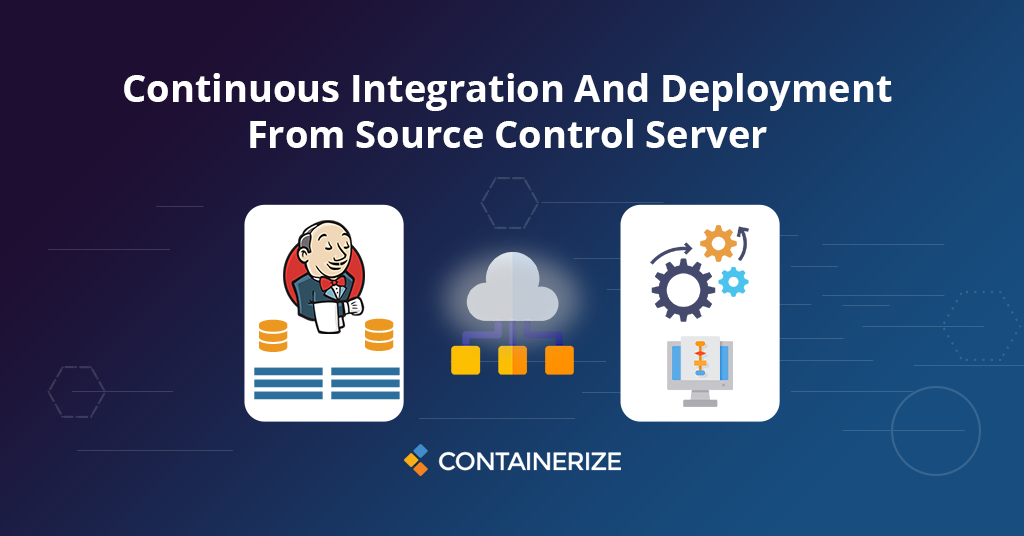 Continuous Integration And Deployment
From Source Control Server
CONTAINERIZE